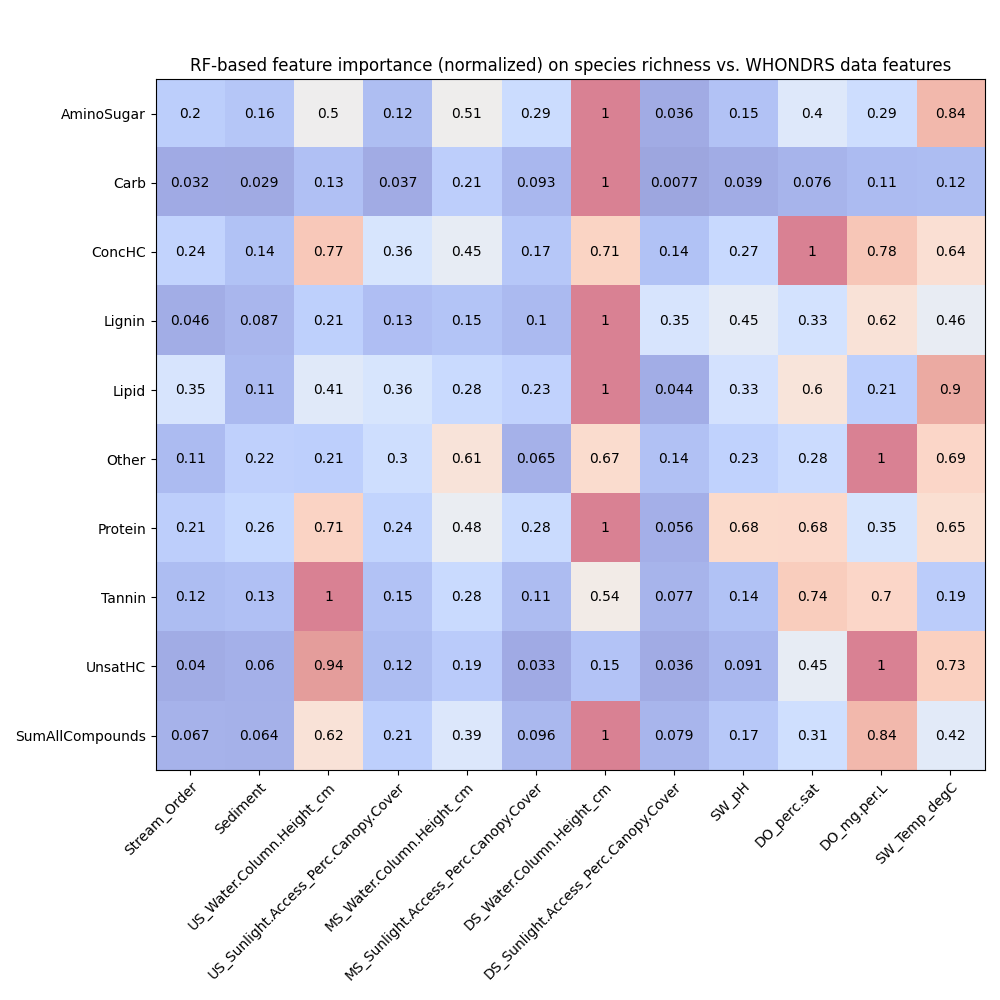 RF-based feature importance (normalized) on species richness vs. WHONDRS data features
AminoSugar 0.2 0.16 0.5 0.12 0.51 0.29 1 0.036 0.15 0.4 0.29 0.84
Carb 0.032 0.029 0.13 0.037 0.21 0.093 1 0.0077 0.039 0.076 0.11 0.12
ConcHC 0.24 0.14 0.77 0.36 0.45 0.17 0.71 0.14 0.27 1 0.78 0.64
Lignin 0.046 0.087 0.21 0.13 0.15 0.1 1 0.35 0.45 0.33 0.62 0.46
Lipid 0.35 0.11 0.41 0.36 0.28 0.23 1 0.044 0.33 0.6 0.21 0.9
Other 0.11 0.22 0.21 0.3 0.61 0.065 0.67 0.14 0.23 0.28 1 0.69
Protein 0.21 0.26 0.71 0.24 0.48 0.28 1 0.056 0.68 0.68 0.35 0.65
Tannin 0.12 0.13 1 0.15 0.28 0.11 0.54 0.077 0.14 0.74 0.7 0.19
UnsatHC 0.04 0.06 0.94 0.12 0.19 0.033 0.15 0.036 0.091 0.45 1 0.73
SumAllCompounds 0.067 0.064 0.62 0.21 0.39 0.096 1 0.079 0.17 0.31 0.84 0.42
Stream_Order
Sediment
US_Water.Column.Height_cm
US_Sunlight.Access_Perc.Canopy.Cover
MS_Water.Column.Height_cm
MS_Sunlight.Access_Perc.Canopy.Cover
DS_Water.Column.Height_cm
DS_Sunlight.Access_Perc.Canopy.Cover
SW_pH
DO_perc.sat
DO_mg.per.L
SW_Temp_degC